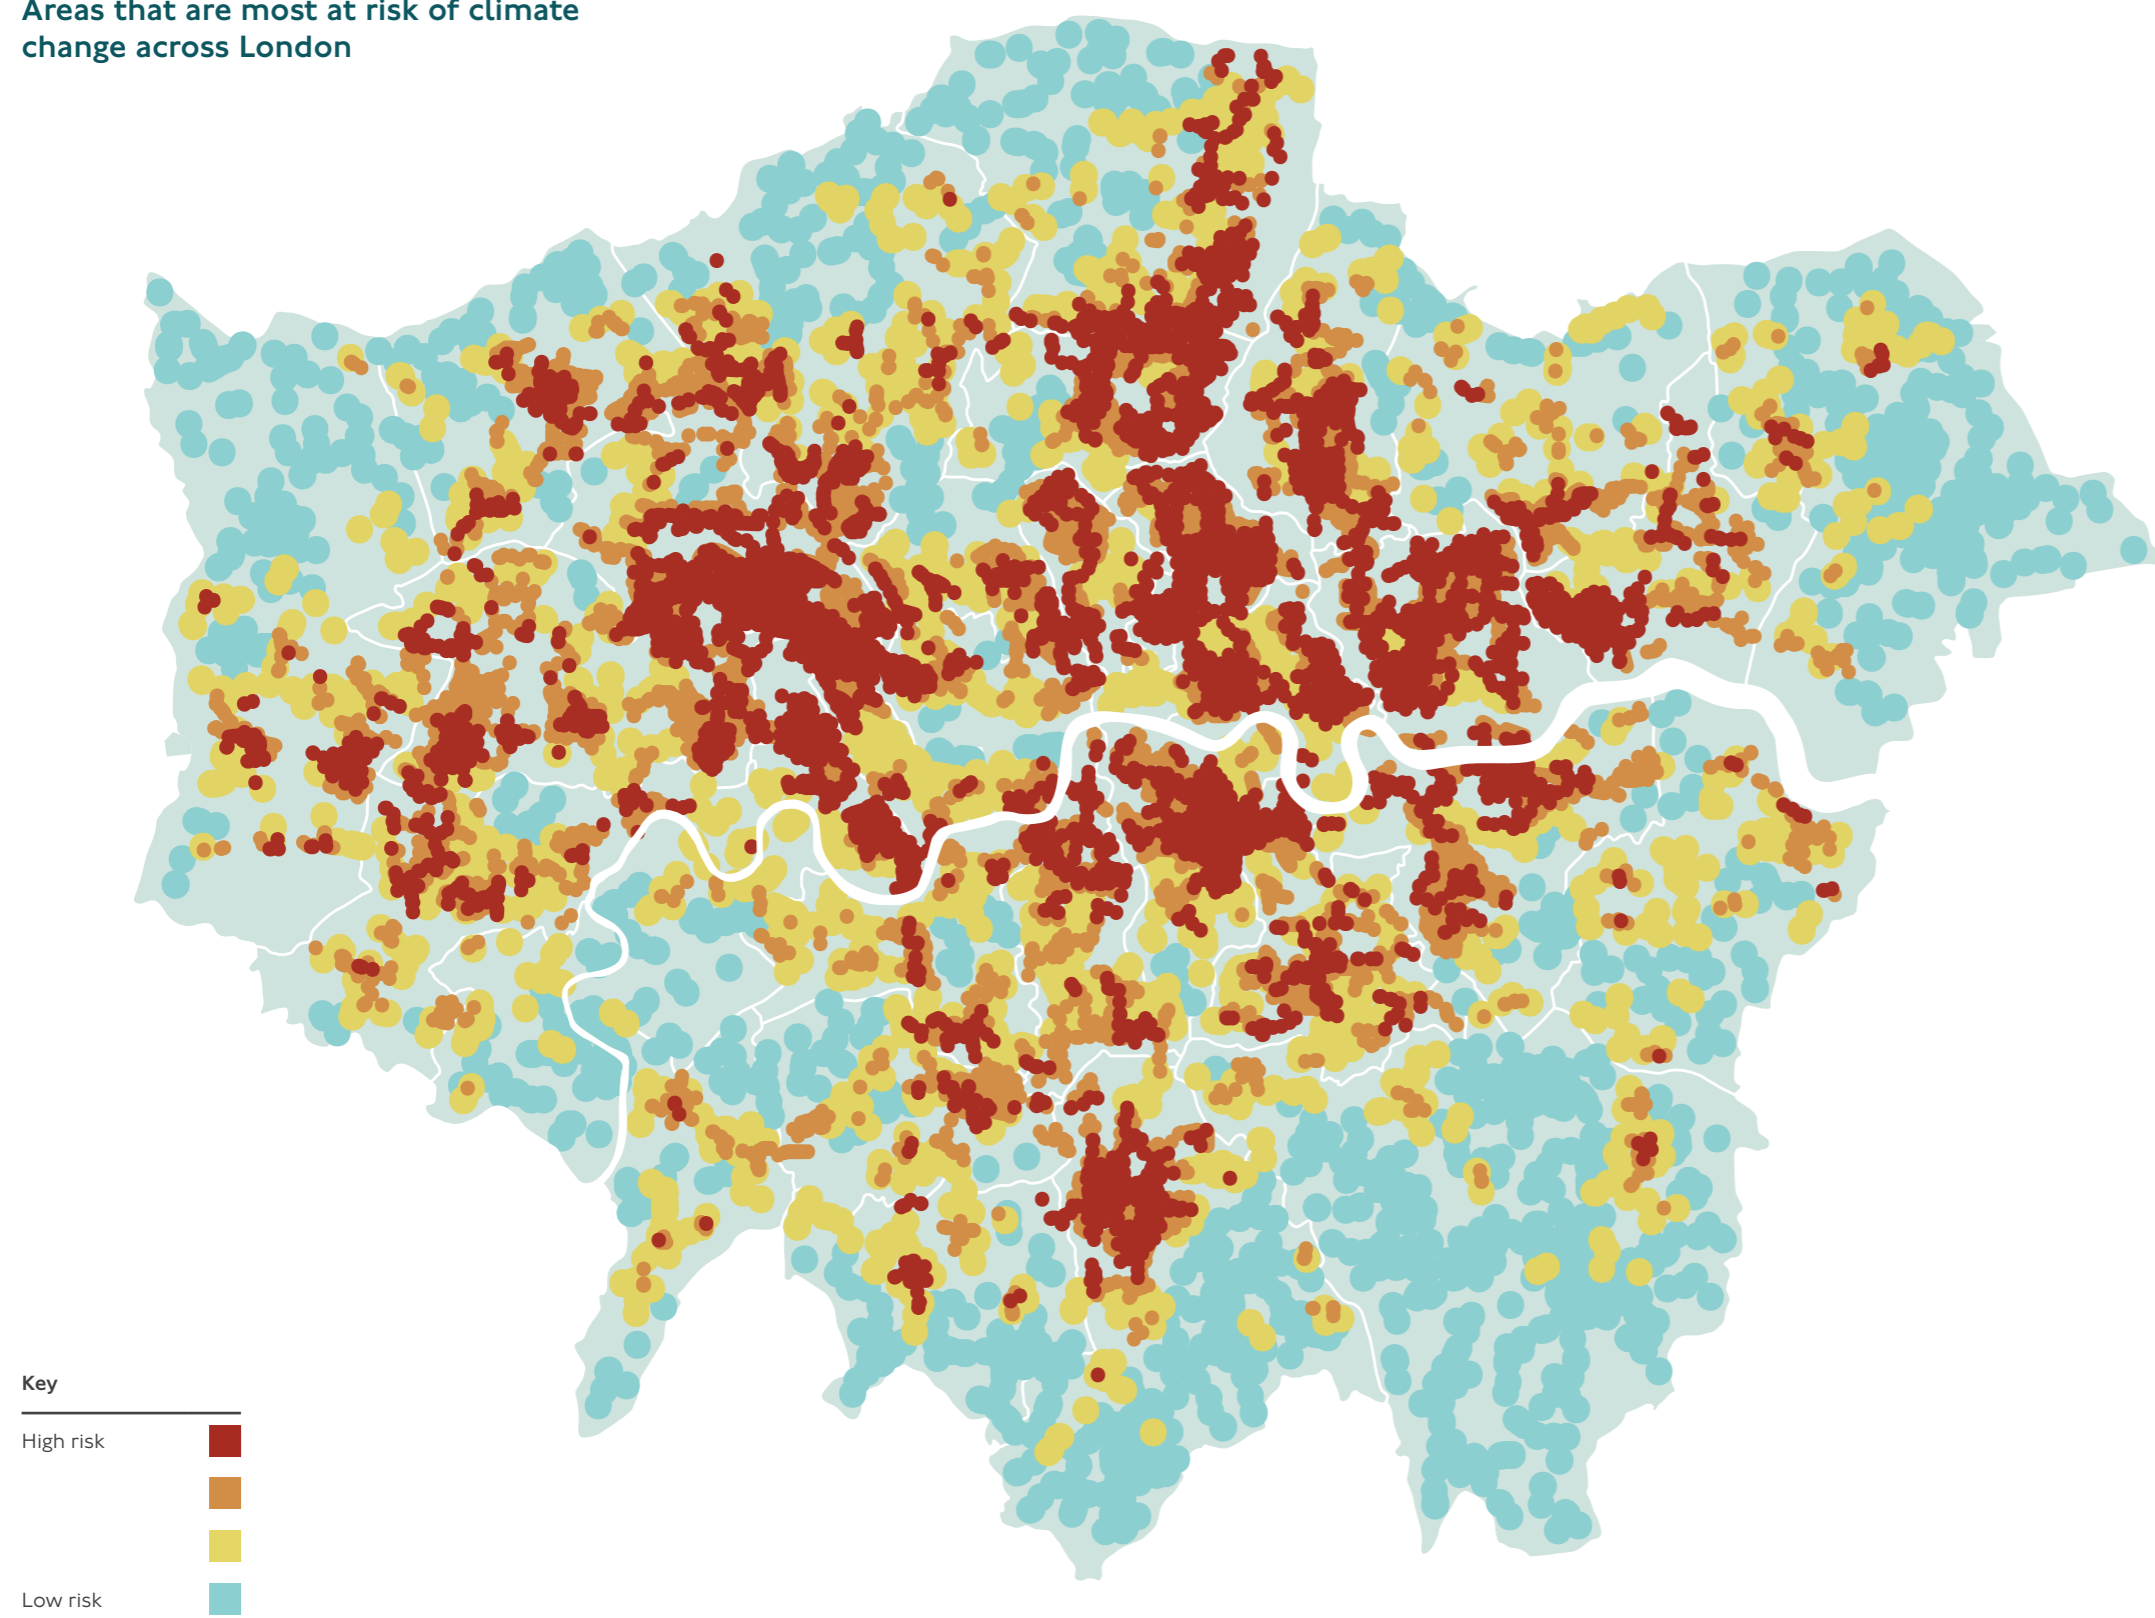 Areas that are most at risk of climate
change across London
Key
High risk
Low risk